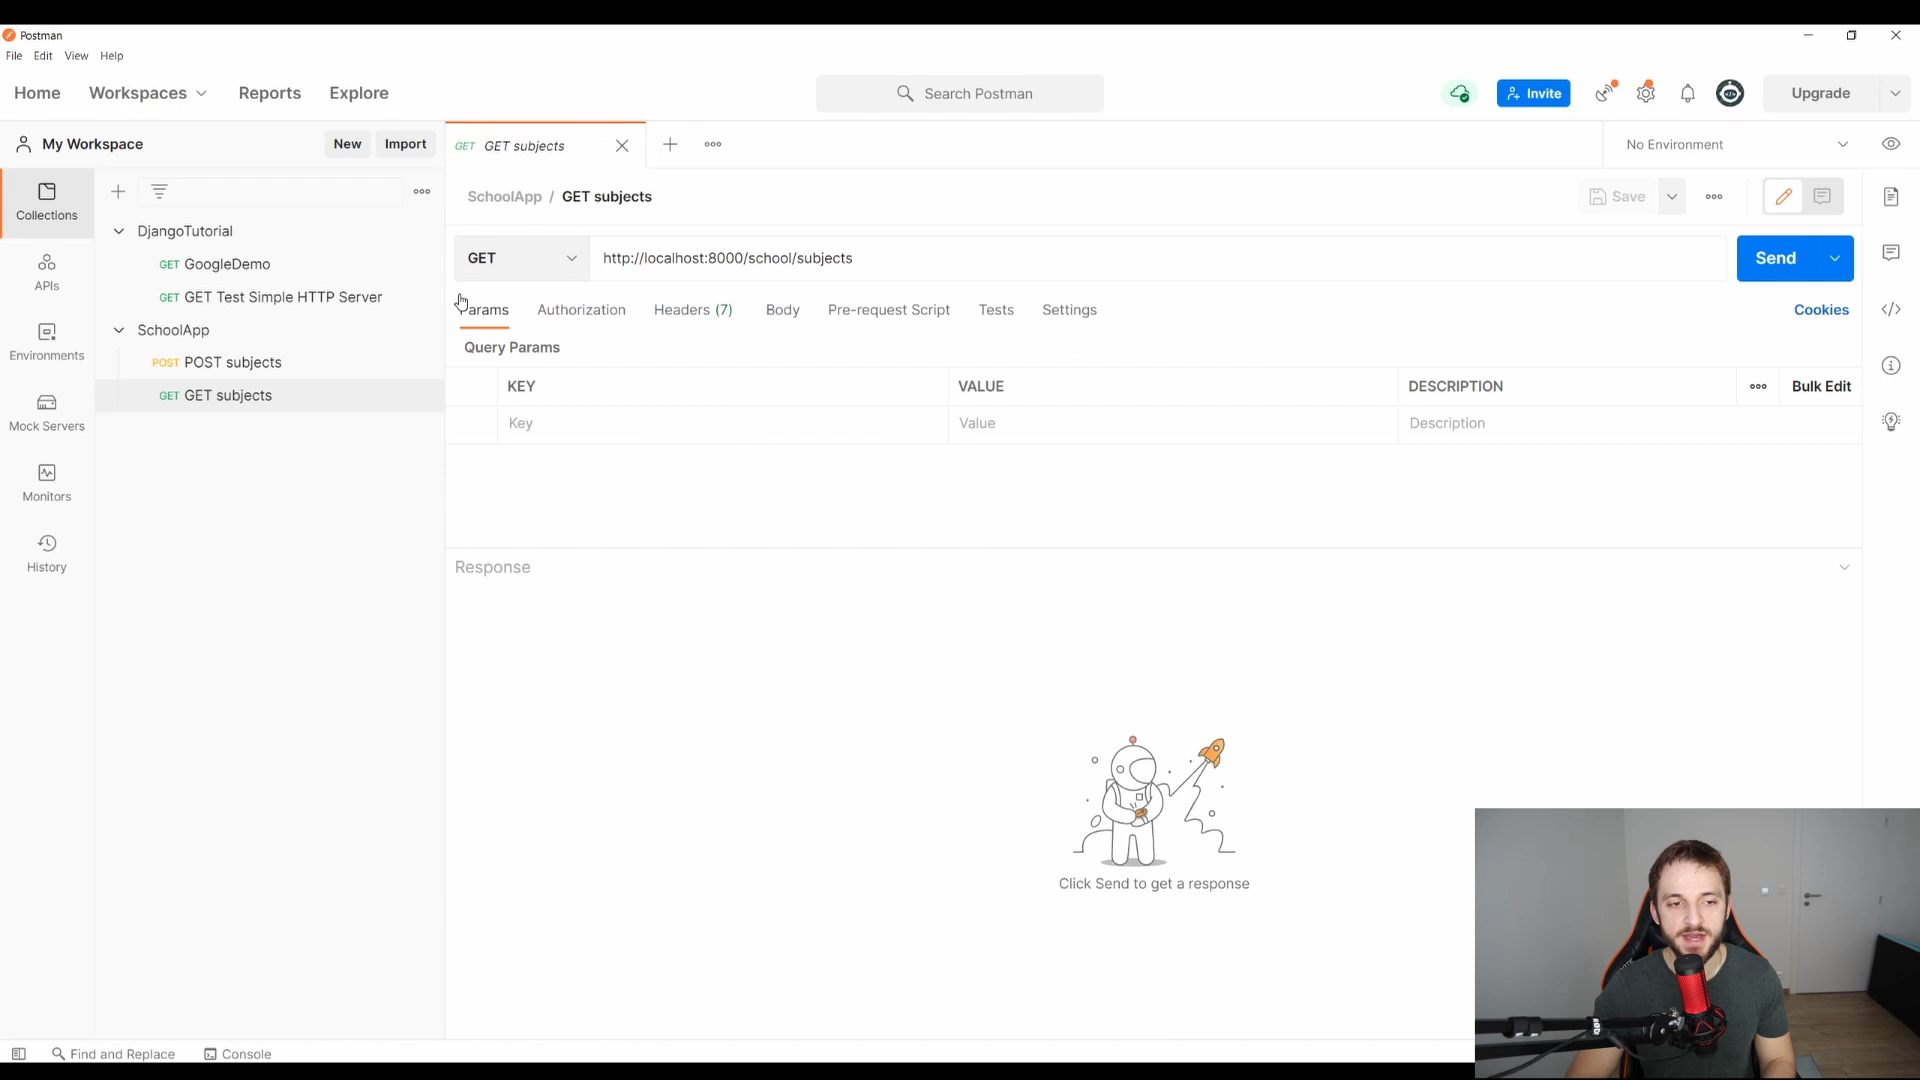 Postman
File Edit View Help
Home Workspaces Reports Explore
Search Postman
Invite
Upgrade
My Workspace
New Import
GET GET subjects
No Environment
Collections
APIs
Environments
Mock Servers
Monitors
History
DjangoTutorial
GET GoogleDemo
GET GET Test Simple HTTP Server
SchoolApp
POST POST subjects
GET GET subjects
SchoolApp / GET subjects
Save
GET http://localhost:8000/school/subjects
Send
Params Authorization Headers (7) Body Pre-request Script Tests Settings
Cookies
Query Params
KEY VALUE DESCRIPTION Bulk Edit
Key Value Description
Response
Click Send to get a response
Find and Replace Console